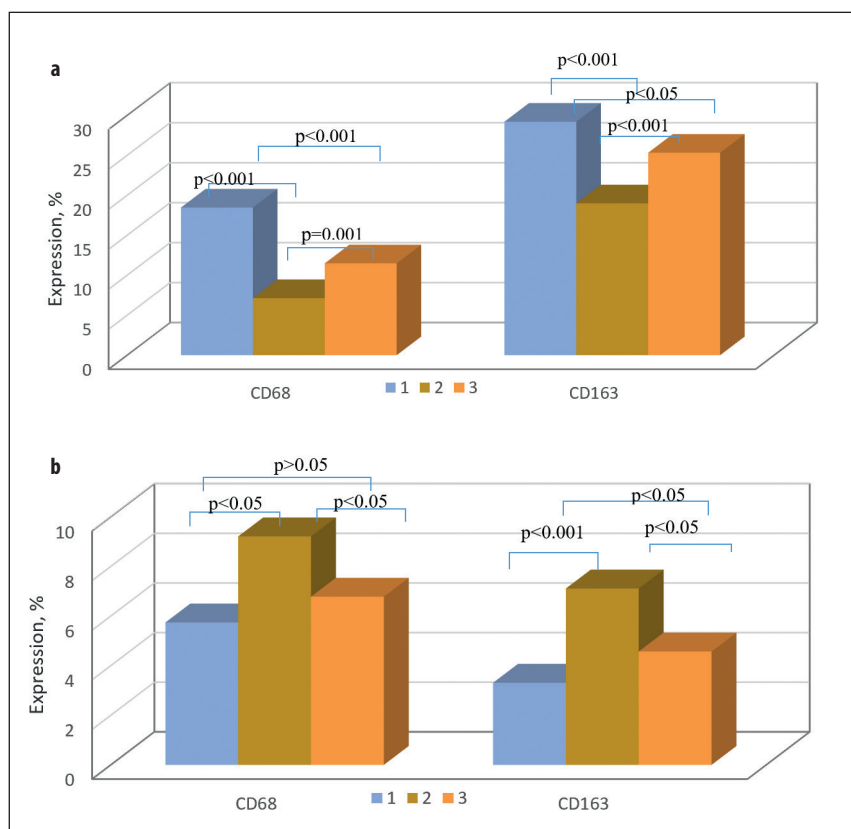 a
p<0.001
p<0.05
p<0.001
p<0.001
p<0.001
p=0.001
30
25
20
15
10
5
0
Expression, %
CD68
CD163
1 2 3
b
p>0.05
p<0.05
p<0.05
p<0.05
p<0.001
p<0.05
10
8
6
4
2
0
Expression, %
CD68
CD163
1 2 3